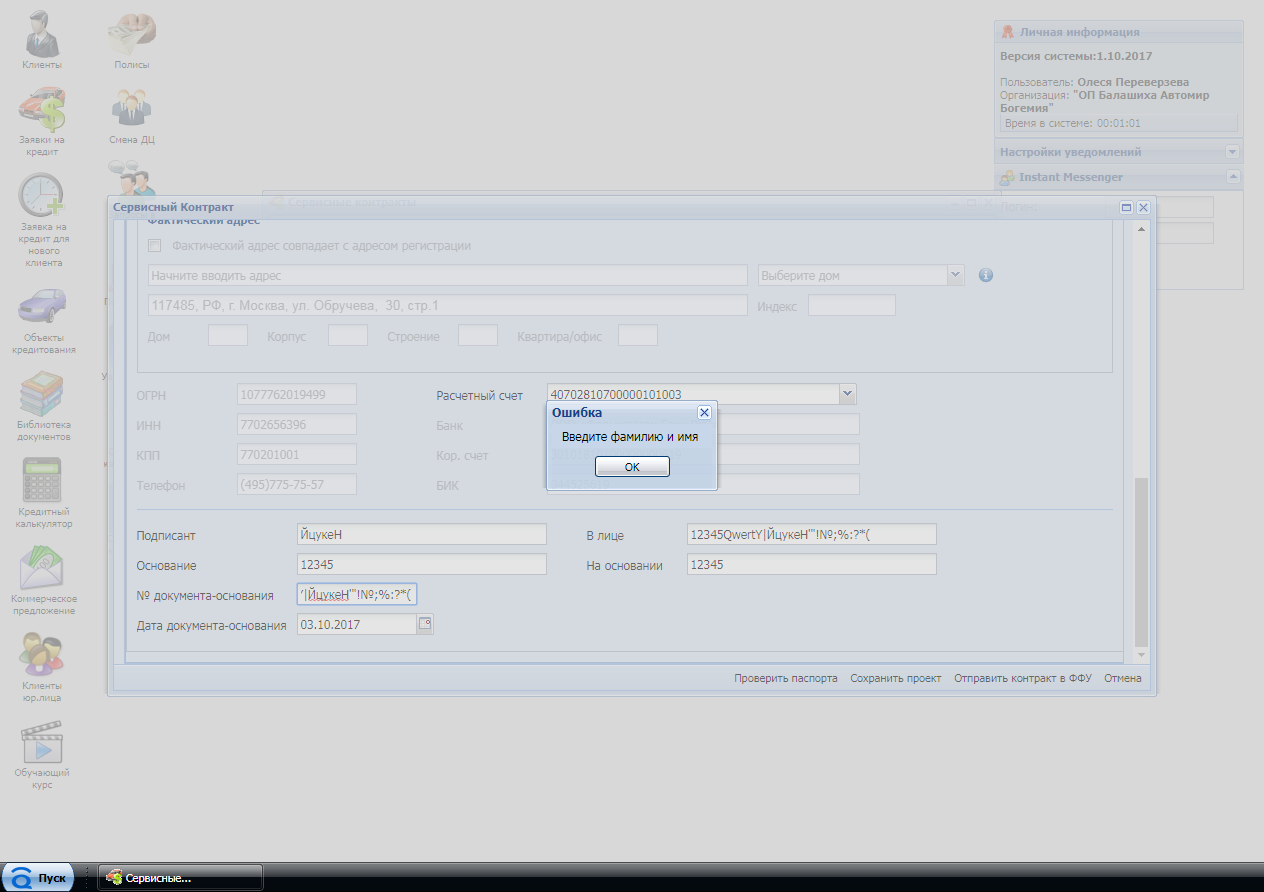 Клиенты
Полисы
Заявки на
кредит
Смена ДЦ
Заявка на
кредит для
нового
клиента
Объекты
кредитования
Библиотека
документов
Кредитный
калькулятор
Коммерческое
предложение
Клиенты
юр.лица
Обучающий
курс
Личная информация
Версия системы:1.10.2017
Пользователь: Олеся Переверзева
Организация: "ОП Балашиха Автомир
Богемия"
Время в системе: 00:01:01
Настройки уведомлений
Instant Messenger
Логин
Сервисные контракты
Сервисный Контракт
Фактический адрес
Фактический адрес совпадает с адресом регистрации
Начните вводить адрес
Выберите дом
117485, РФ, г. Москва, ул. Обручева, 30, стр.1
Индекс
Дом
Корпус
Строение
Квартира/офис
ОГРН
1077762019499
Расчетный счет
40702810700000101003
ИНН
7702656396
Банк
КПП
770201001
Кор. счет
Телефон
(495)775-75-57
БИК
Ошибка
Введите фамилию и имя
OK
Подписант
ЙцукеН
В лице
12345QwertY|ЙцукеН'"!№;%:?*(
Основание
12345
На основании
12345
№ документа-основания
'|ЙцукеН'"!№;%:?*(
Дата документа-основания
03.10.2017
Проверить паспорта
Сохранить проект
Отправить контракт в ФФУ
Отмена
Пуск
Сервисные...